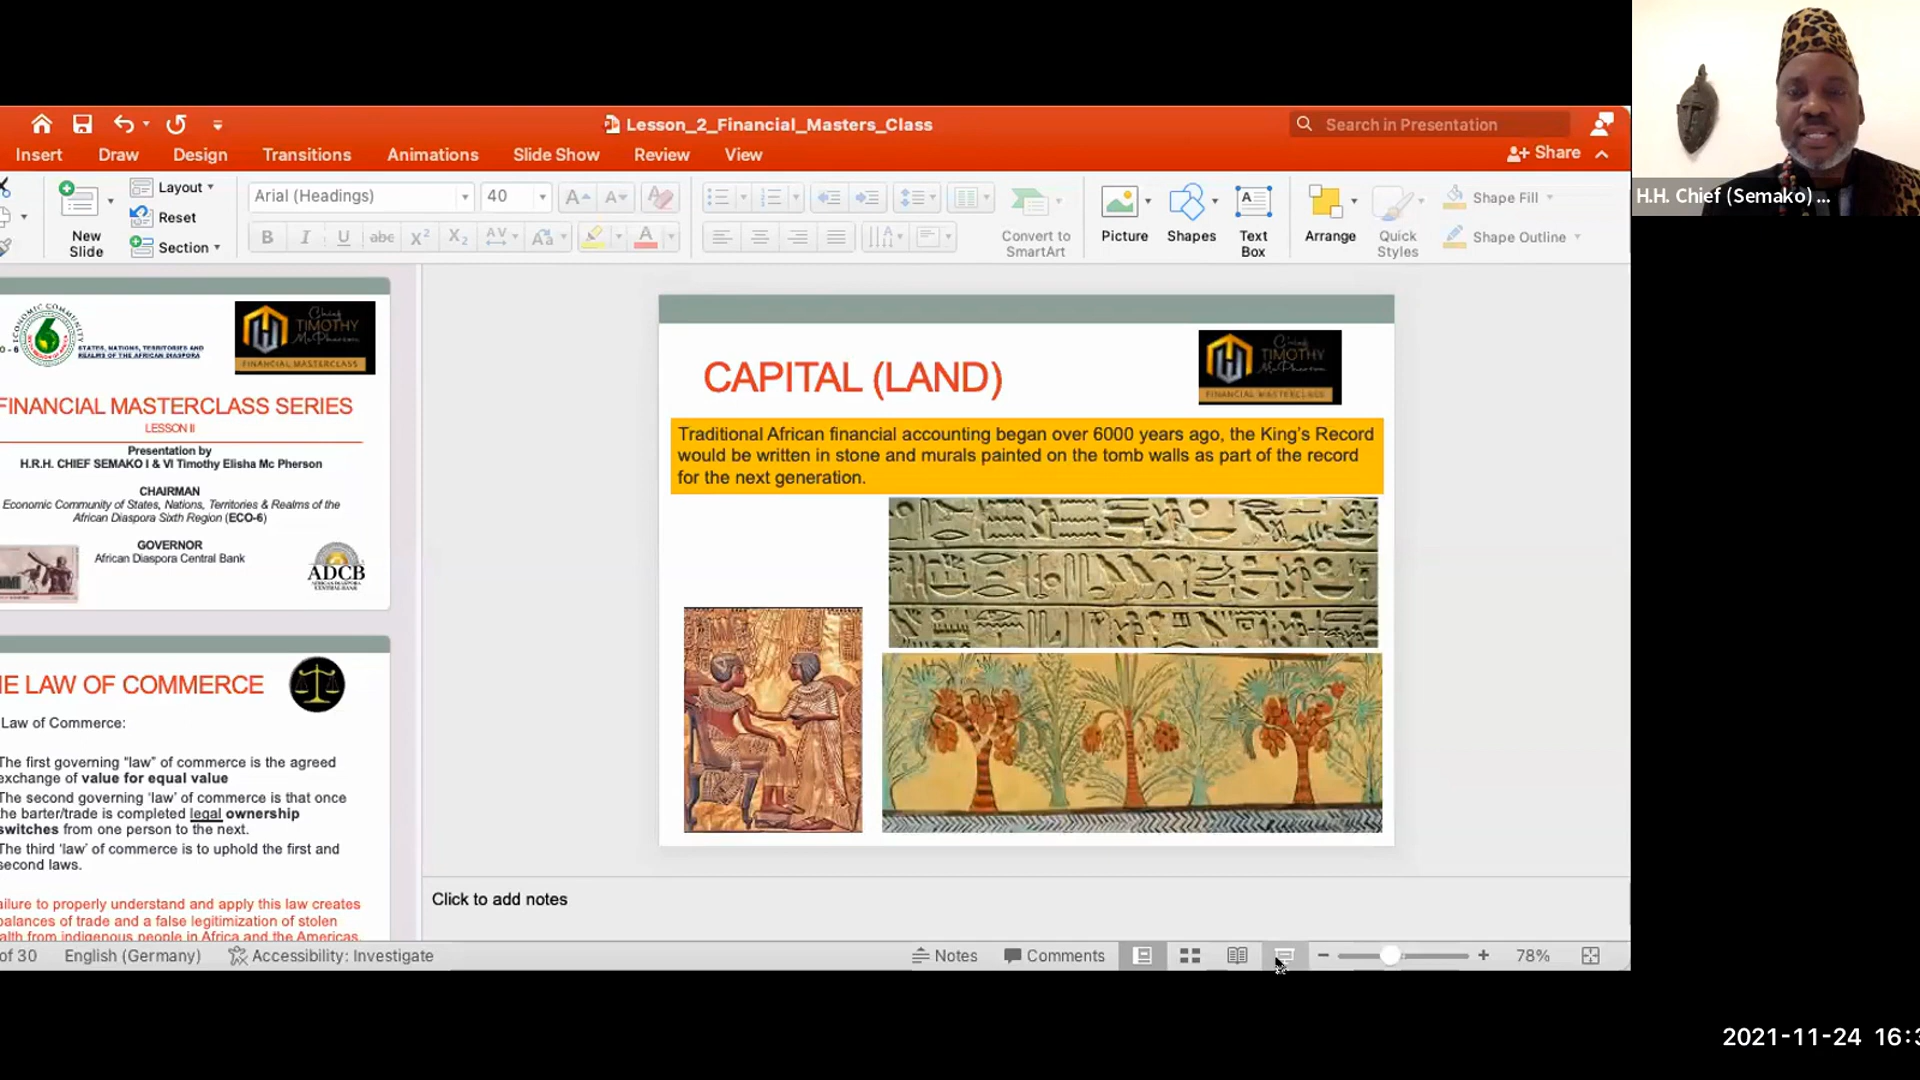 Lesson_2_Financial_Masters_Class
Search in Presentation
Insert
Draw
Design
Transitions
Animations
Slide Show
Review
View
Share
Layout
Arial (Headings)
40
Reset
Section
New
Slide
Convert to
SmartArt
Picture
Shapes
Text
Box
Arrange
Quick
Styles
Shape Fill
Shape Outline
H.H. Chief (Semako) ...
ECONOMIC COMMUNITY
6
STATES, NATIONS, TERRITORIES AND
REALMS OF THE AFRICAN DIASPORA
Chief
TIMOTHY
McPherson
FINANCIAL MASTERCLASS
FINANCIAL MASTERCLASS SERIES
LESSON II
Presentation by
H.R.H. CHIEF SEMAKO I & VI Timothy Elisha Mc Pherson
CHAIRMAN
Economic Community of States, Nations, Territories & Realms of the
African Diaspora Sixth Region (ECO-6)
GOVERNOR
African Diaspora Central Bank
ADCB
AFRICAN DIASPORA
CENTRAL BANK
E LAW OF COMMERCE
Law of Commerce:
The first governing “law” of commerce is the agreed
exchange of value for equal value
The second governing ‘law’ of commerce is that once
the barter/trade is completed legal ownership
switches from one person to the next.
The third ‘law’ of commerce is to uphold the first and
second laws.
ailure to properly understand and apply this law creates
balances of trade and a false legitimization of stolen
alth from indigenous people in Africa and the Americas.
CAPITAL (LAND)
Chief
TIMOTHY
McPherson
FINANCIAL MASTERCLASS
Traditional African financial accounting began over 6000 years ago, the King’s Record
would be written in stone and murals painted on the tomb walls as part of the record
for the next generation.
Click to add notes
of 30
English (Germany)
Accessibility: Investigate
Notes
Comments
78%
2021-11-24 16:3